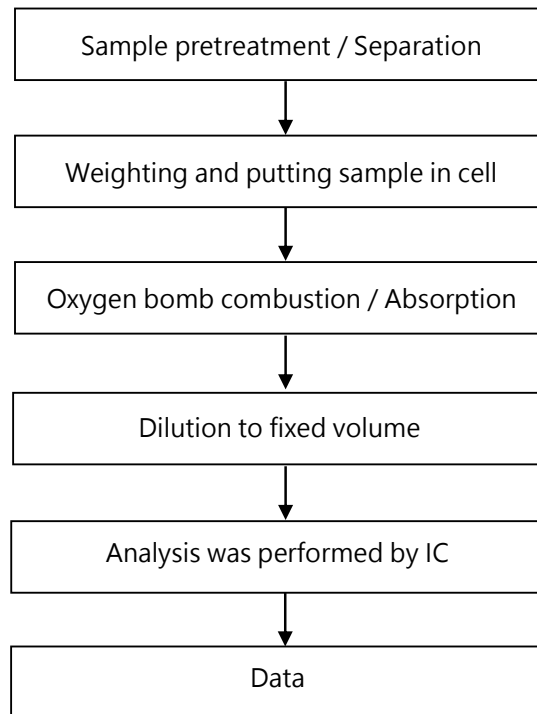 Sample pretreatment / Separation
Weighting and putting sample in cell
Oxygen bomb combustion / Absorption
Dilution to fixed volume
Analysis was performed by IC
Data